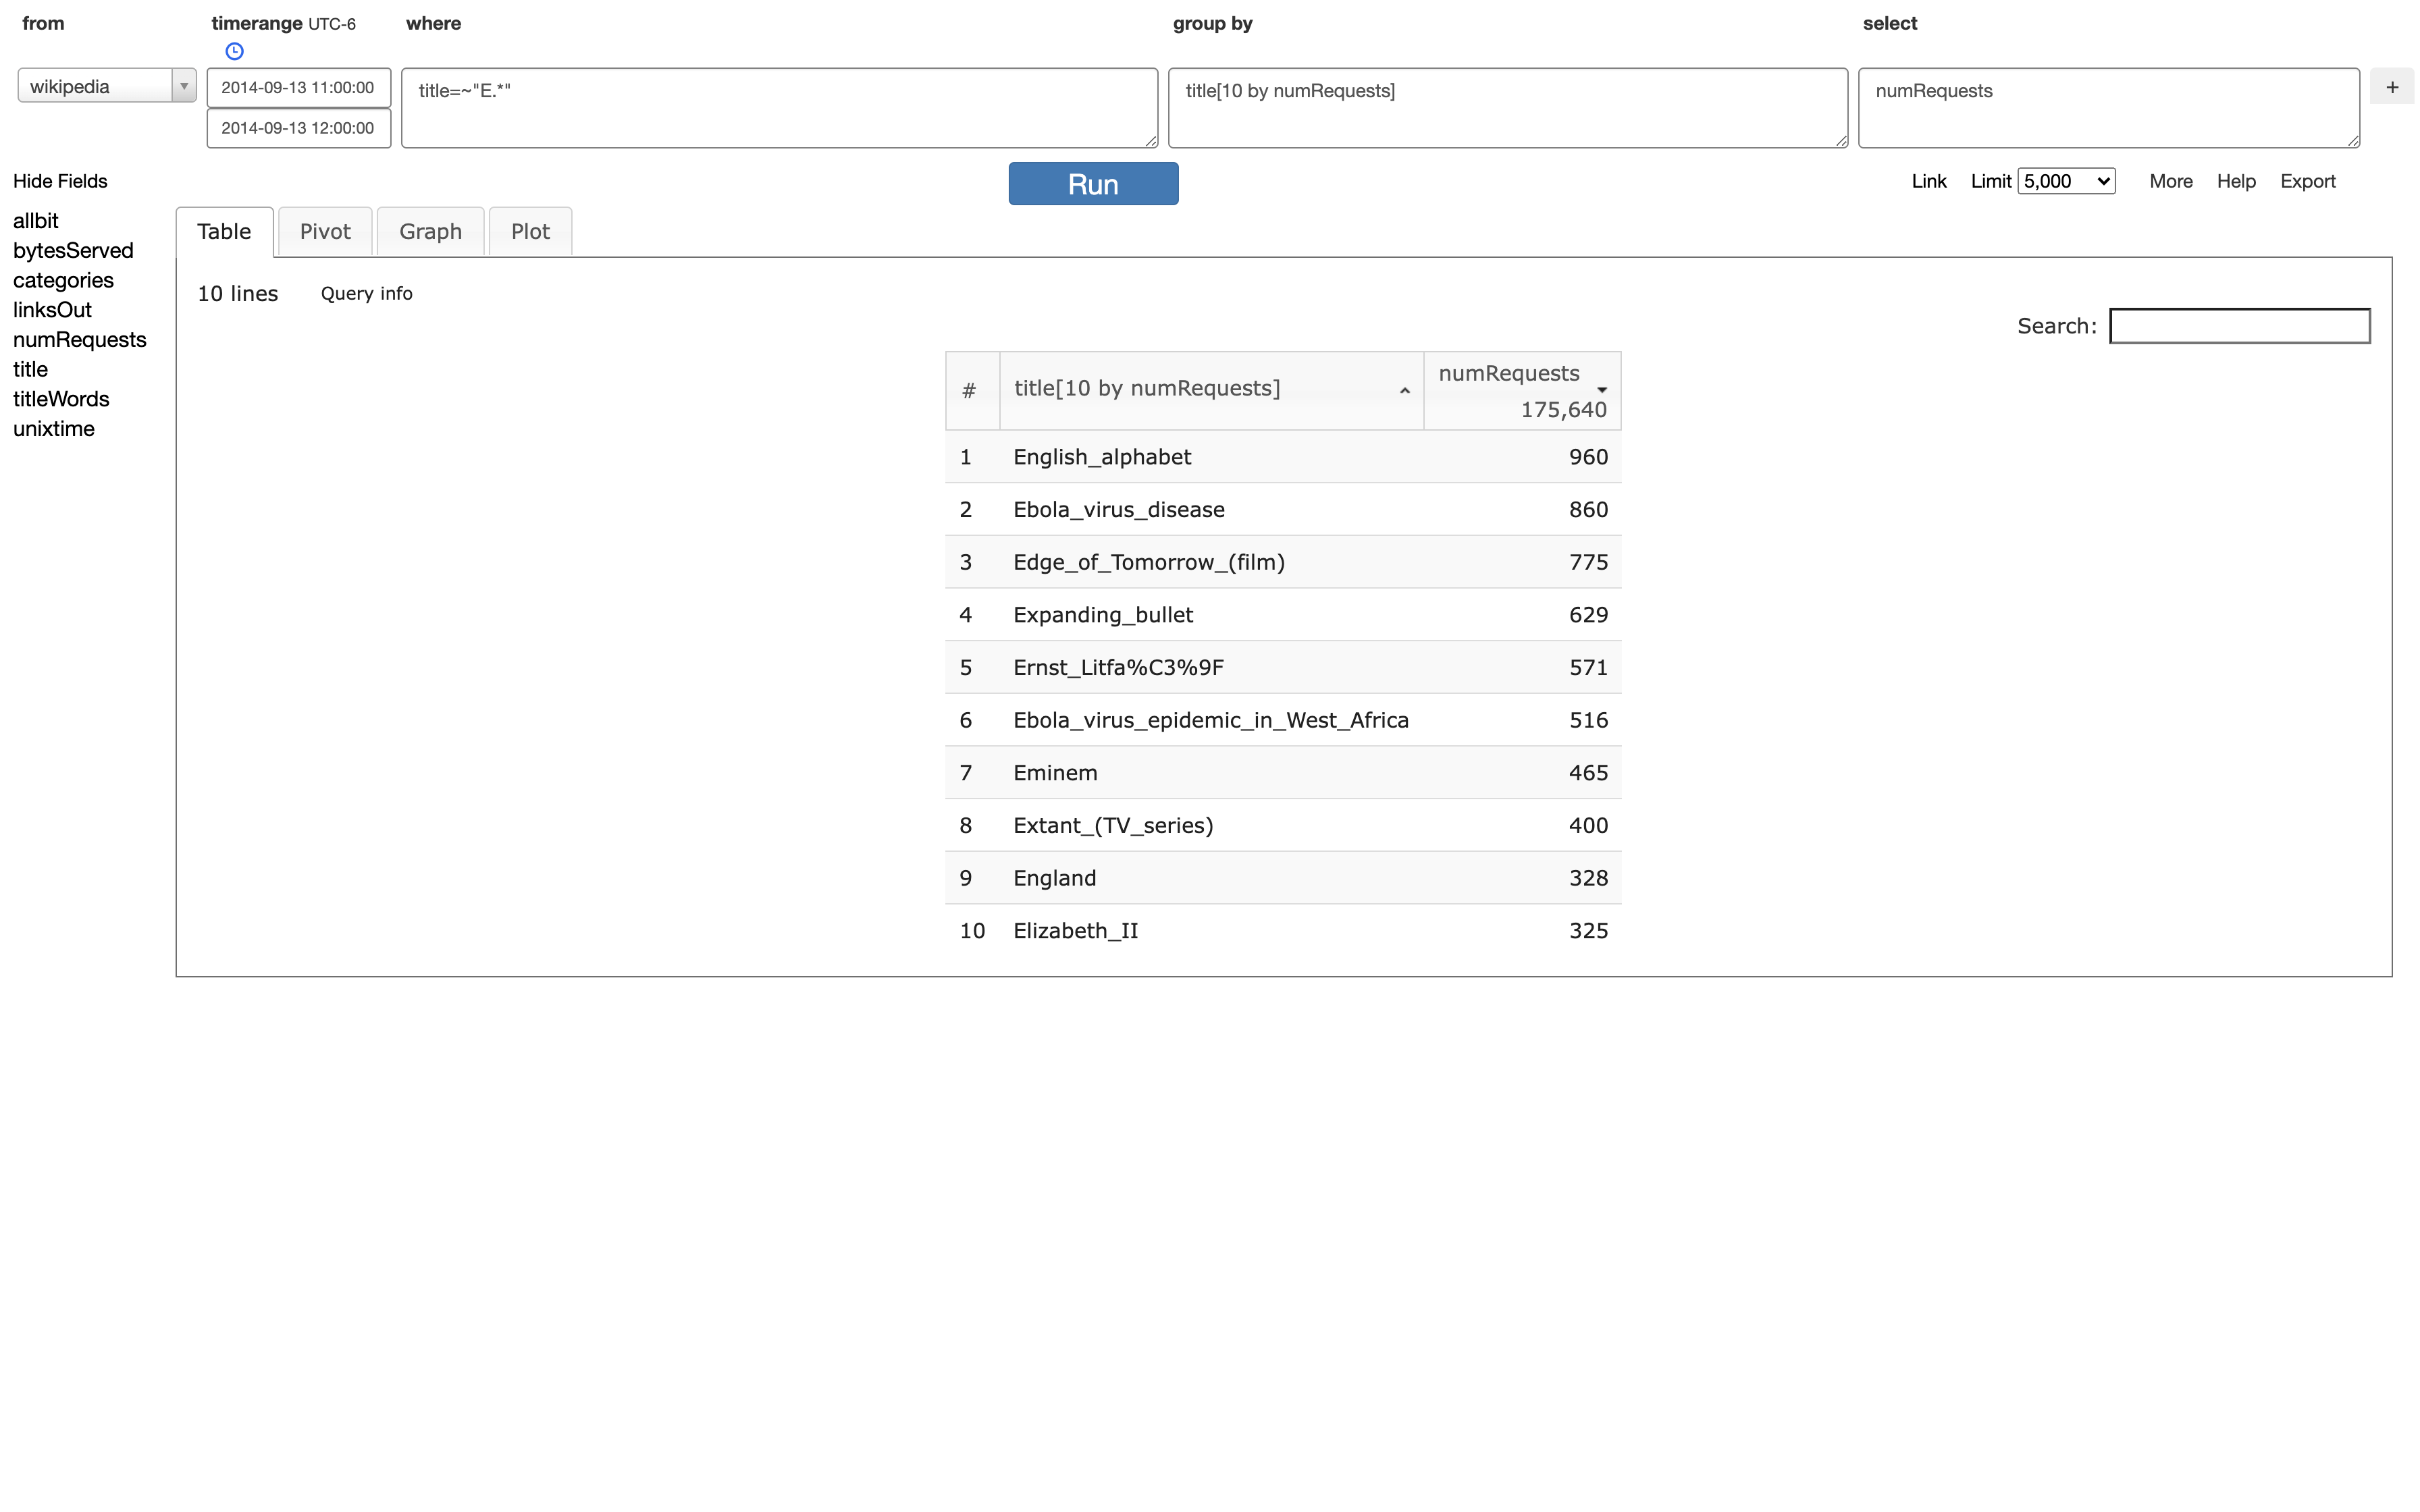 from
timerange UTC-6
where
group by
select
wikipedia
2014-09-13 11:00:00
2014-09-13 12:00:00
title=~"E.*"
title[10 by numRequests]
numRequests
+
Hide Fields
Run
Link
Limit 5,000
More
Help
Export
allbit
bytesServed
categories
linksOut
numRequests
title
titleWords
unixtime
Table
Pivot
Graph
Plot
10 lines
Query info
Search:
# title[10 by numRequests] numRequests
175,640
1 English_alphabet 960
2 Ebola_virus_disease 860
3 Edge_of_Tomorrow_(film) 775
4 Expanding_bullet 629
5 Ernst_Litfa%C3%9F 571
6 Ebola_virus_epidemic_in_West_Africa 516
7 Eminem 465
8 Extant_(TV_series) 400
9 England 328
10 Elizabeth_II 325